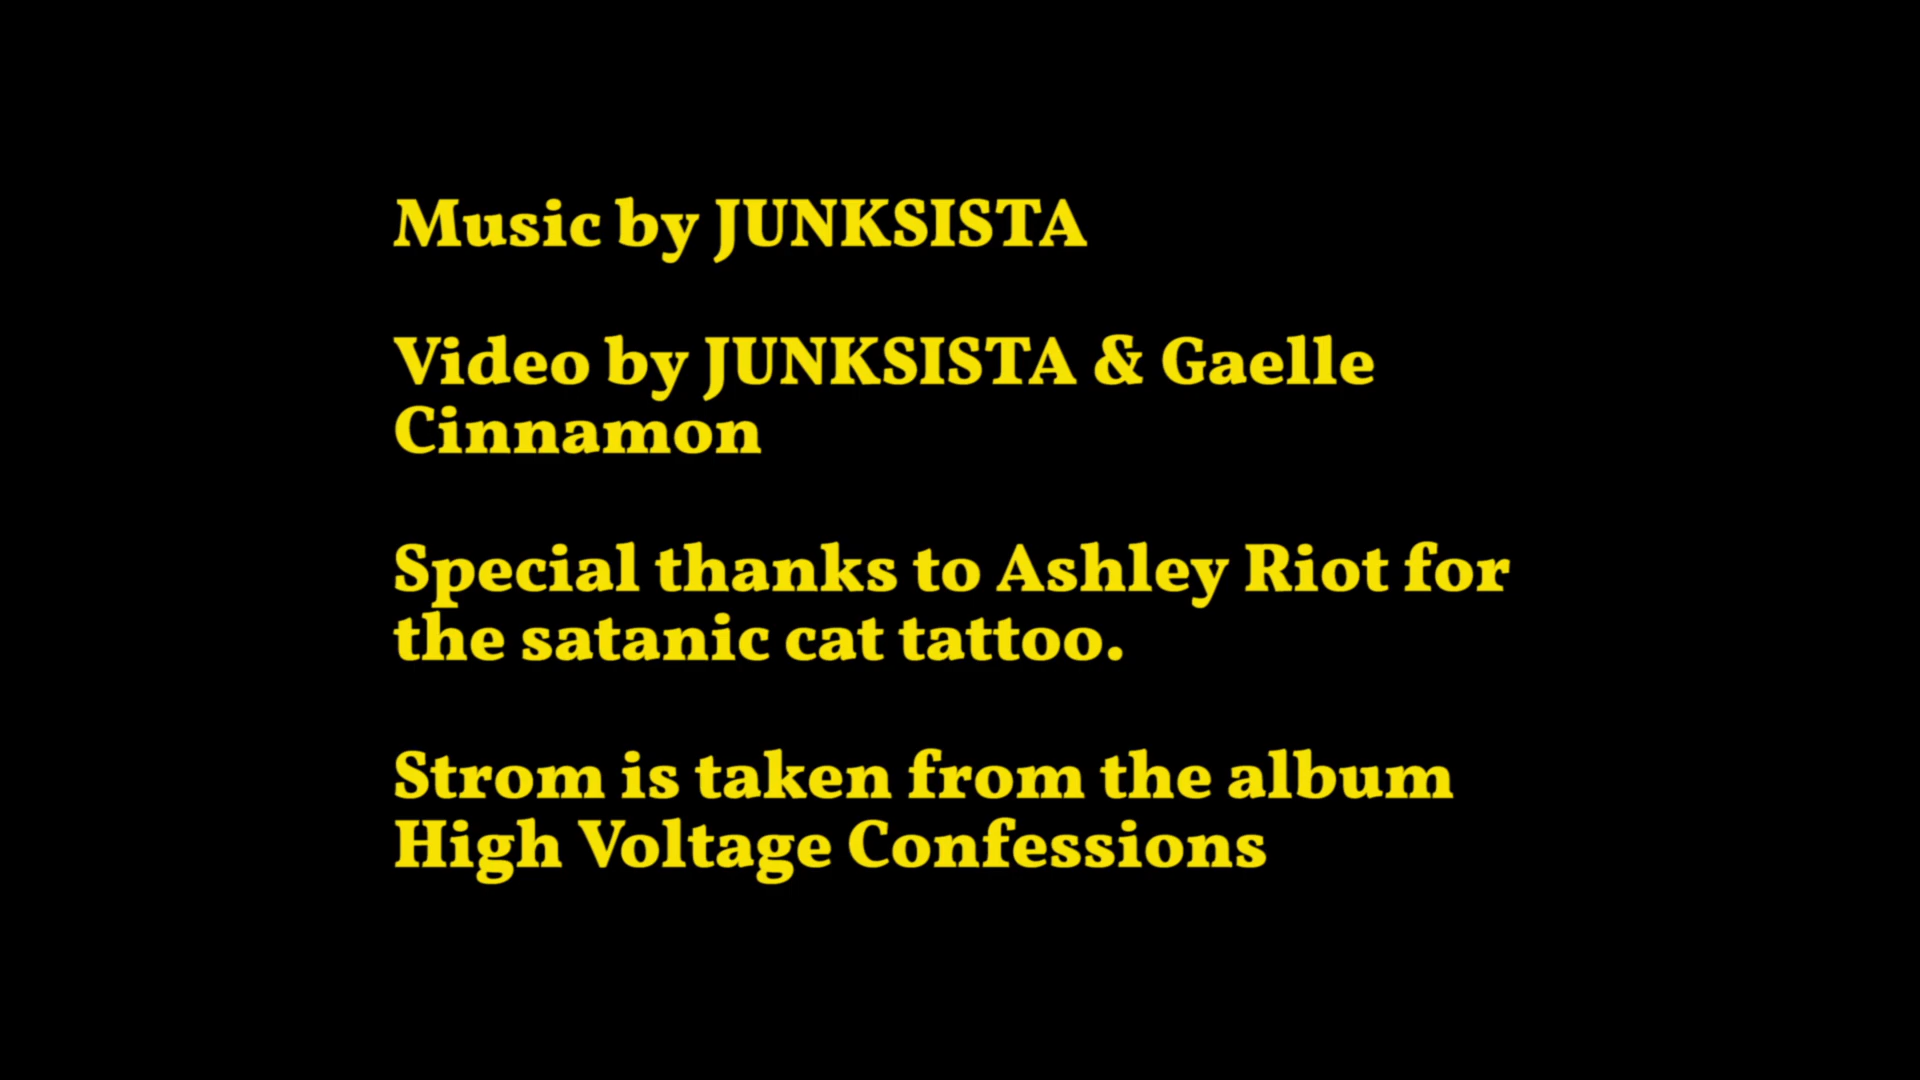 Music by JUNKSISTA
Video by JUNKSISTA & Gaelle
Cinnamon
Special thanks to Ashley Riot for
the satanic cat tattoo.
Strom is taken from the album
High Voltage Confessions